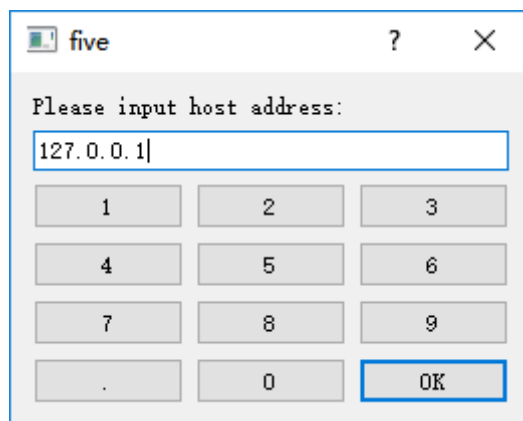 five ?
Please input host address:
127.0.0.1
1 2 3
4 5 6
7 8 9
. 0 OK